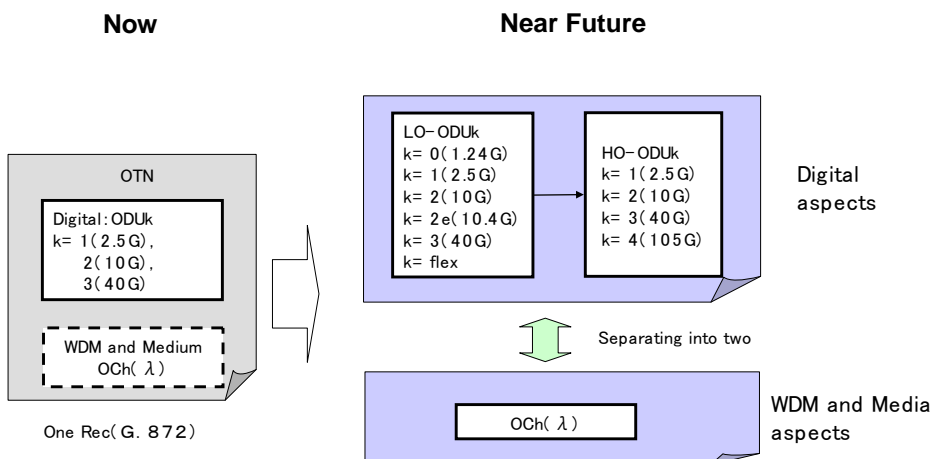 Now
Near Future
OTN
Digital:ODUk
k= 1(2.5G),
2(10G),
3(40G)
WDM and Medium
OCh( λ)
One Rec(G. 872)
LO-ODUk
k= 0(1.24G)
k= 1(2.5G)
k= 2(10G)
k= 2e(10.4G)
k= 3(40G)
k= flex
HO-ODUk
k= 1(2.5G)
k= 2(10G)
k= 3(40G)
k= 4(105G)
Digital
aspects
Separating into two
OCh( λ)
WDM and Media
aspects